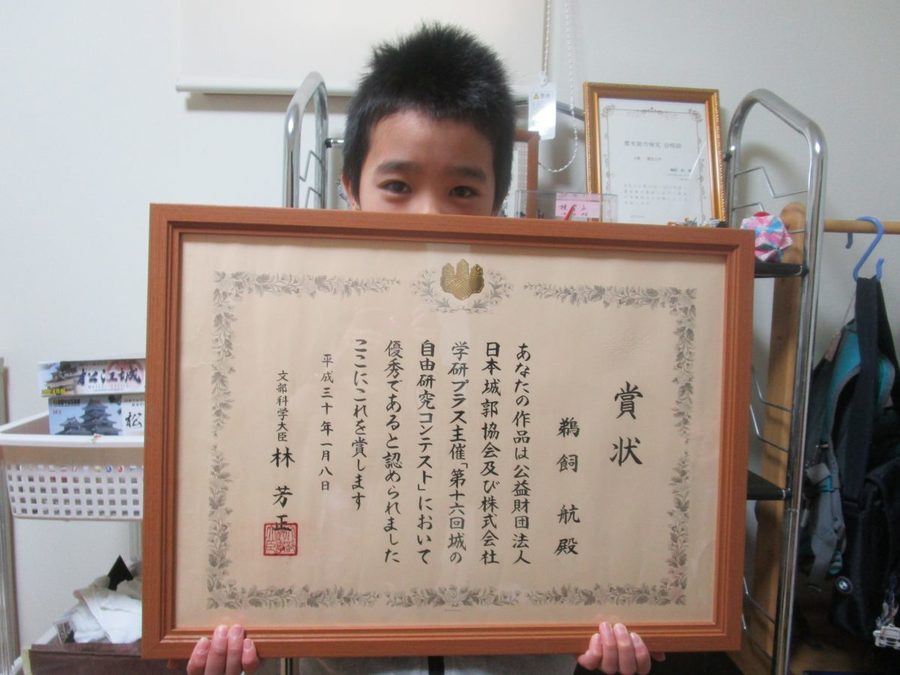 賞状
鵜飼 航 殿
あなたの作品は公益財団法人
日本城郭協会及び株式会社
学研プラス主催「第十六回城の
自由研究コンテスト」において
優秀であると認められました
ここにこれを賞します
平成三十年一月八日
文部科学大臣 林 芳正
松江城
松